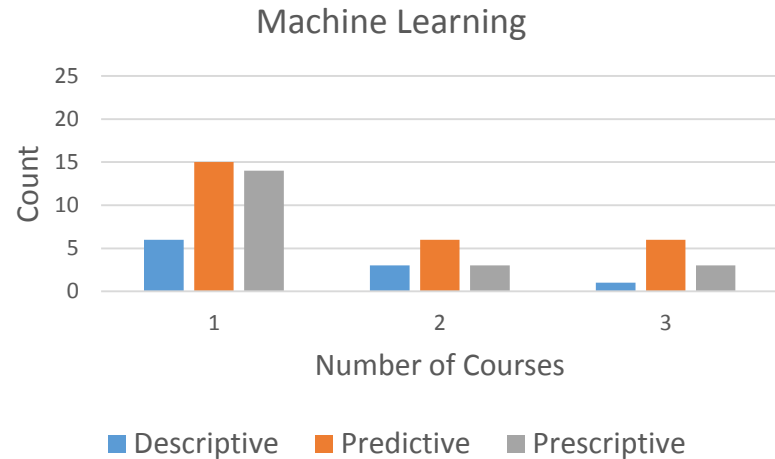 Machine Learning
25
20
15
10
5
0
Count
1 2 3
Number of Courses
Descriptive Predictive Prescriptive